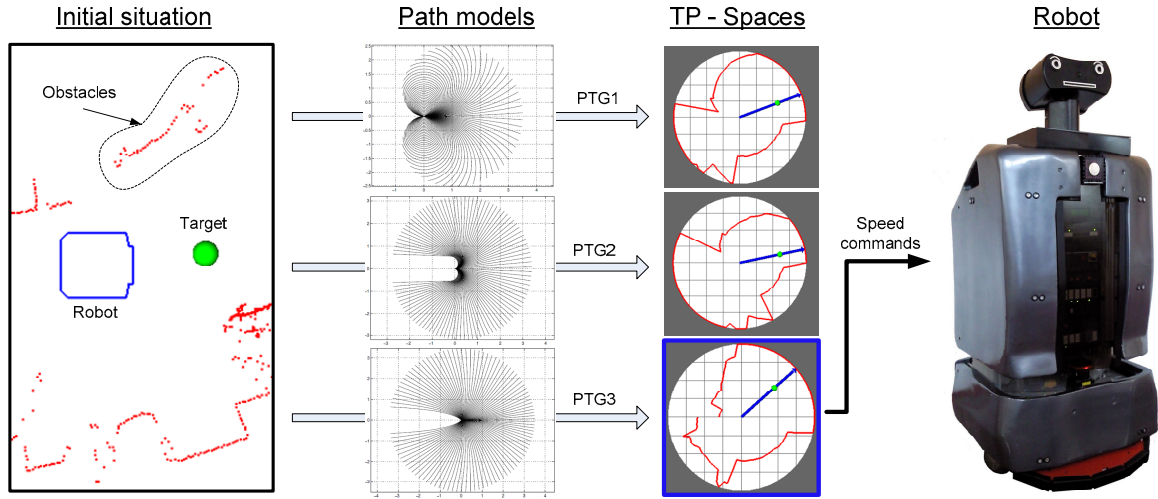 Initial situation
Path models
TP - Spaces
Robot
Obstacles
Target
Robot
PTG1
PTG2
PTG3
Speed
commands